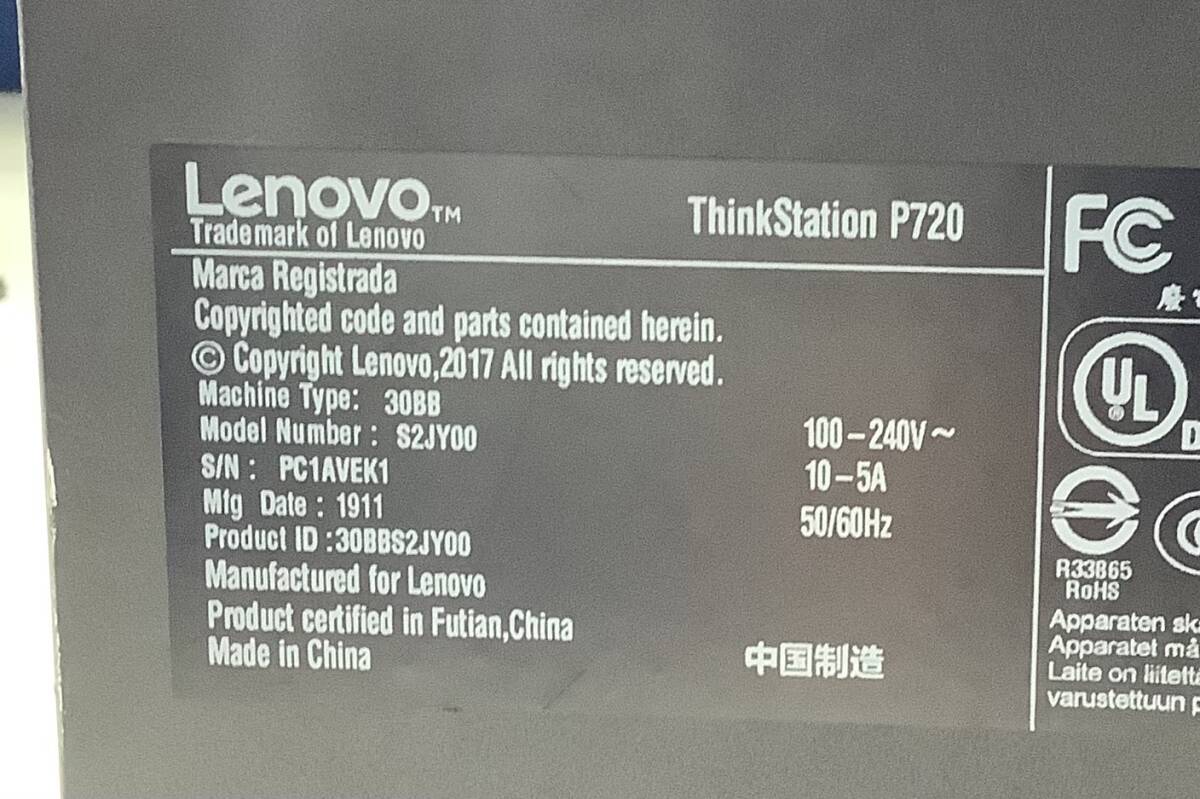 Lenovo™
Trademark of Lenovo
ThinkStation P720
Marca Registrada
Copyrighted code and parts contained herein.
© Copyright Lenovo,2017 All rights reserved.
Machine Type: 30BB
Model Number: S2JY00
S/N: PC1AVEK1
Mfg Date: 1911
Product ID :30BBS2JY00
Manufactured for Lenovo
Product certified in Futian,China
Made in China
100-240V~
10-5A
50/60Hz
中国制造
FC
廢
UL
®
R33865
RoHS
Apparaten
Apparatet må
Laite on
varustettuun